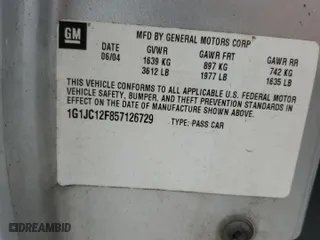 GM
MFD BY GENERAL MOTORS CORP
DATE GVWR GAWR FRT GAWR RR
06/04 1639 KG 897 KG 742 KG
3612 LB 1977 LB 1635 LB
THIS VEHICLE CONFORMS TO ALL APPLICABLE U.S. FEDERAL MOTOR
VEHICLE SAFETY, BUMPER, AND THEFT PREVENTION STANDARDS IN
EFFECT ON THE DATE OF MANUFACTURE SHOWN ABOVE.
1G1JC12F857126729 TYPE: PASS CAR
DREAMBID